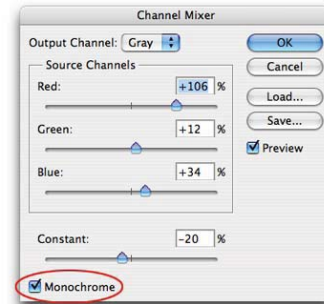 Channel Mixer
Output Channel: Gray
OK
Cancel
Load...
Save...
Preview
Source Channels
Red: +106 %
Green: +12 %
Blue: +34 %
Constant: -20 %
Monochrome